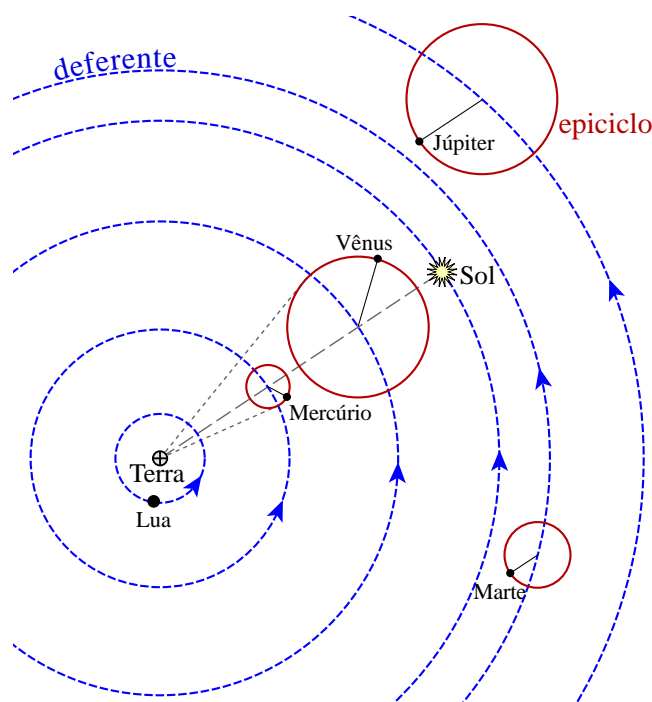 deferente
epiciclo
Júpiter
Vênus
Sol
Mercúrio
Terra
Lua
Marte